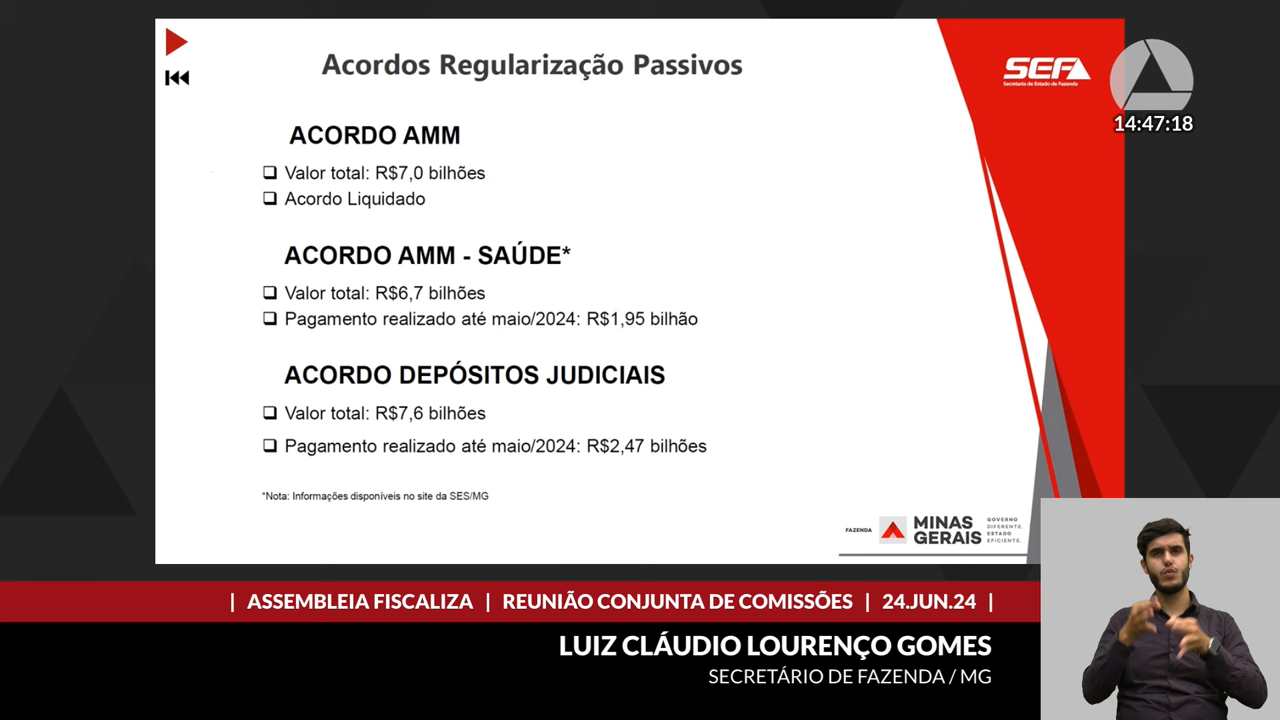 Acordos Regularização Passivos
SEFA
Secretaria de Estado de Fazenda
14:47:18
ACORDO AMM
Valor total: R$7,0 bilhões
Acordo Liquidado
ACORDO AMM - SAÚDE*
Valor total: R$6,7 bilhões
Pagamento realizado até maio/2024: R$1,95 bilhão
ACORDO DEPÓSITOS JUDICIAIS
Valor total: R$7,6 bilhões
Pagamento realizado até maio/2024: R$2,47 bilhões
*Nota: Informações disponíveis no site da SES/MG
FAZENDA
MINAS
GERAIS
GOVERNO
DIFERENTE.
ESTADO
EFICIENTE.
| ASSEMBLEIA FISCALIZA | REUNIÃO CONJUNTA DE COMISSÕES | 24.JUN.24 |
LUIZ CLÁUDIO LOURENÇO GOMES
SECRETÁRIO DE FAZENDA / MG